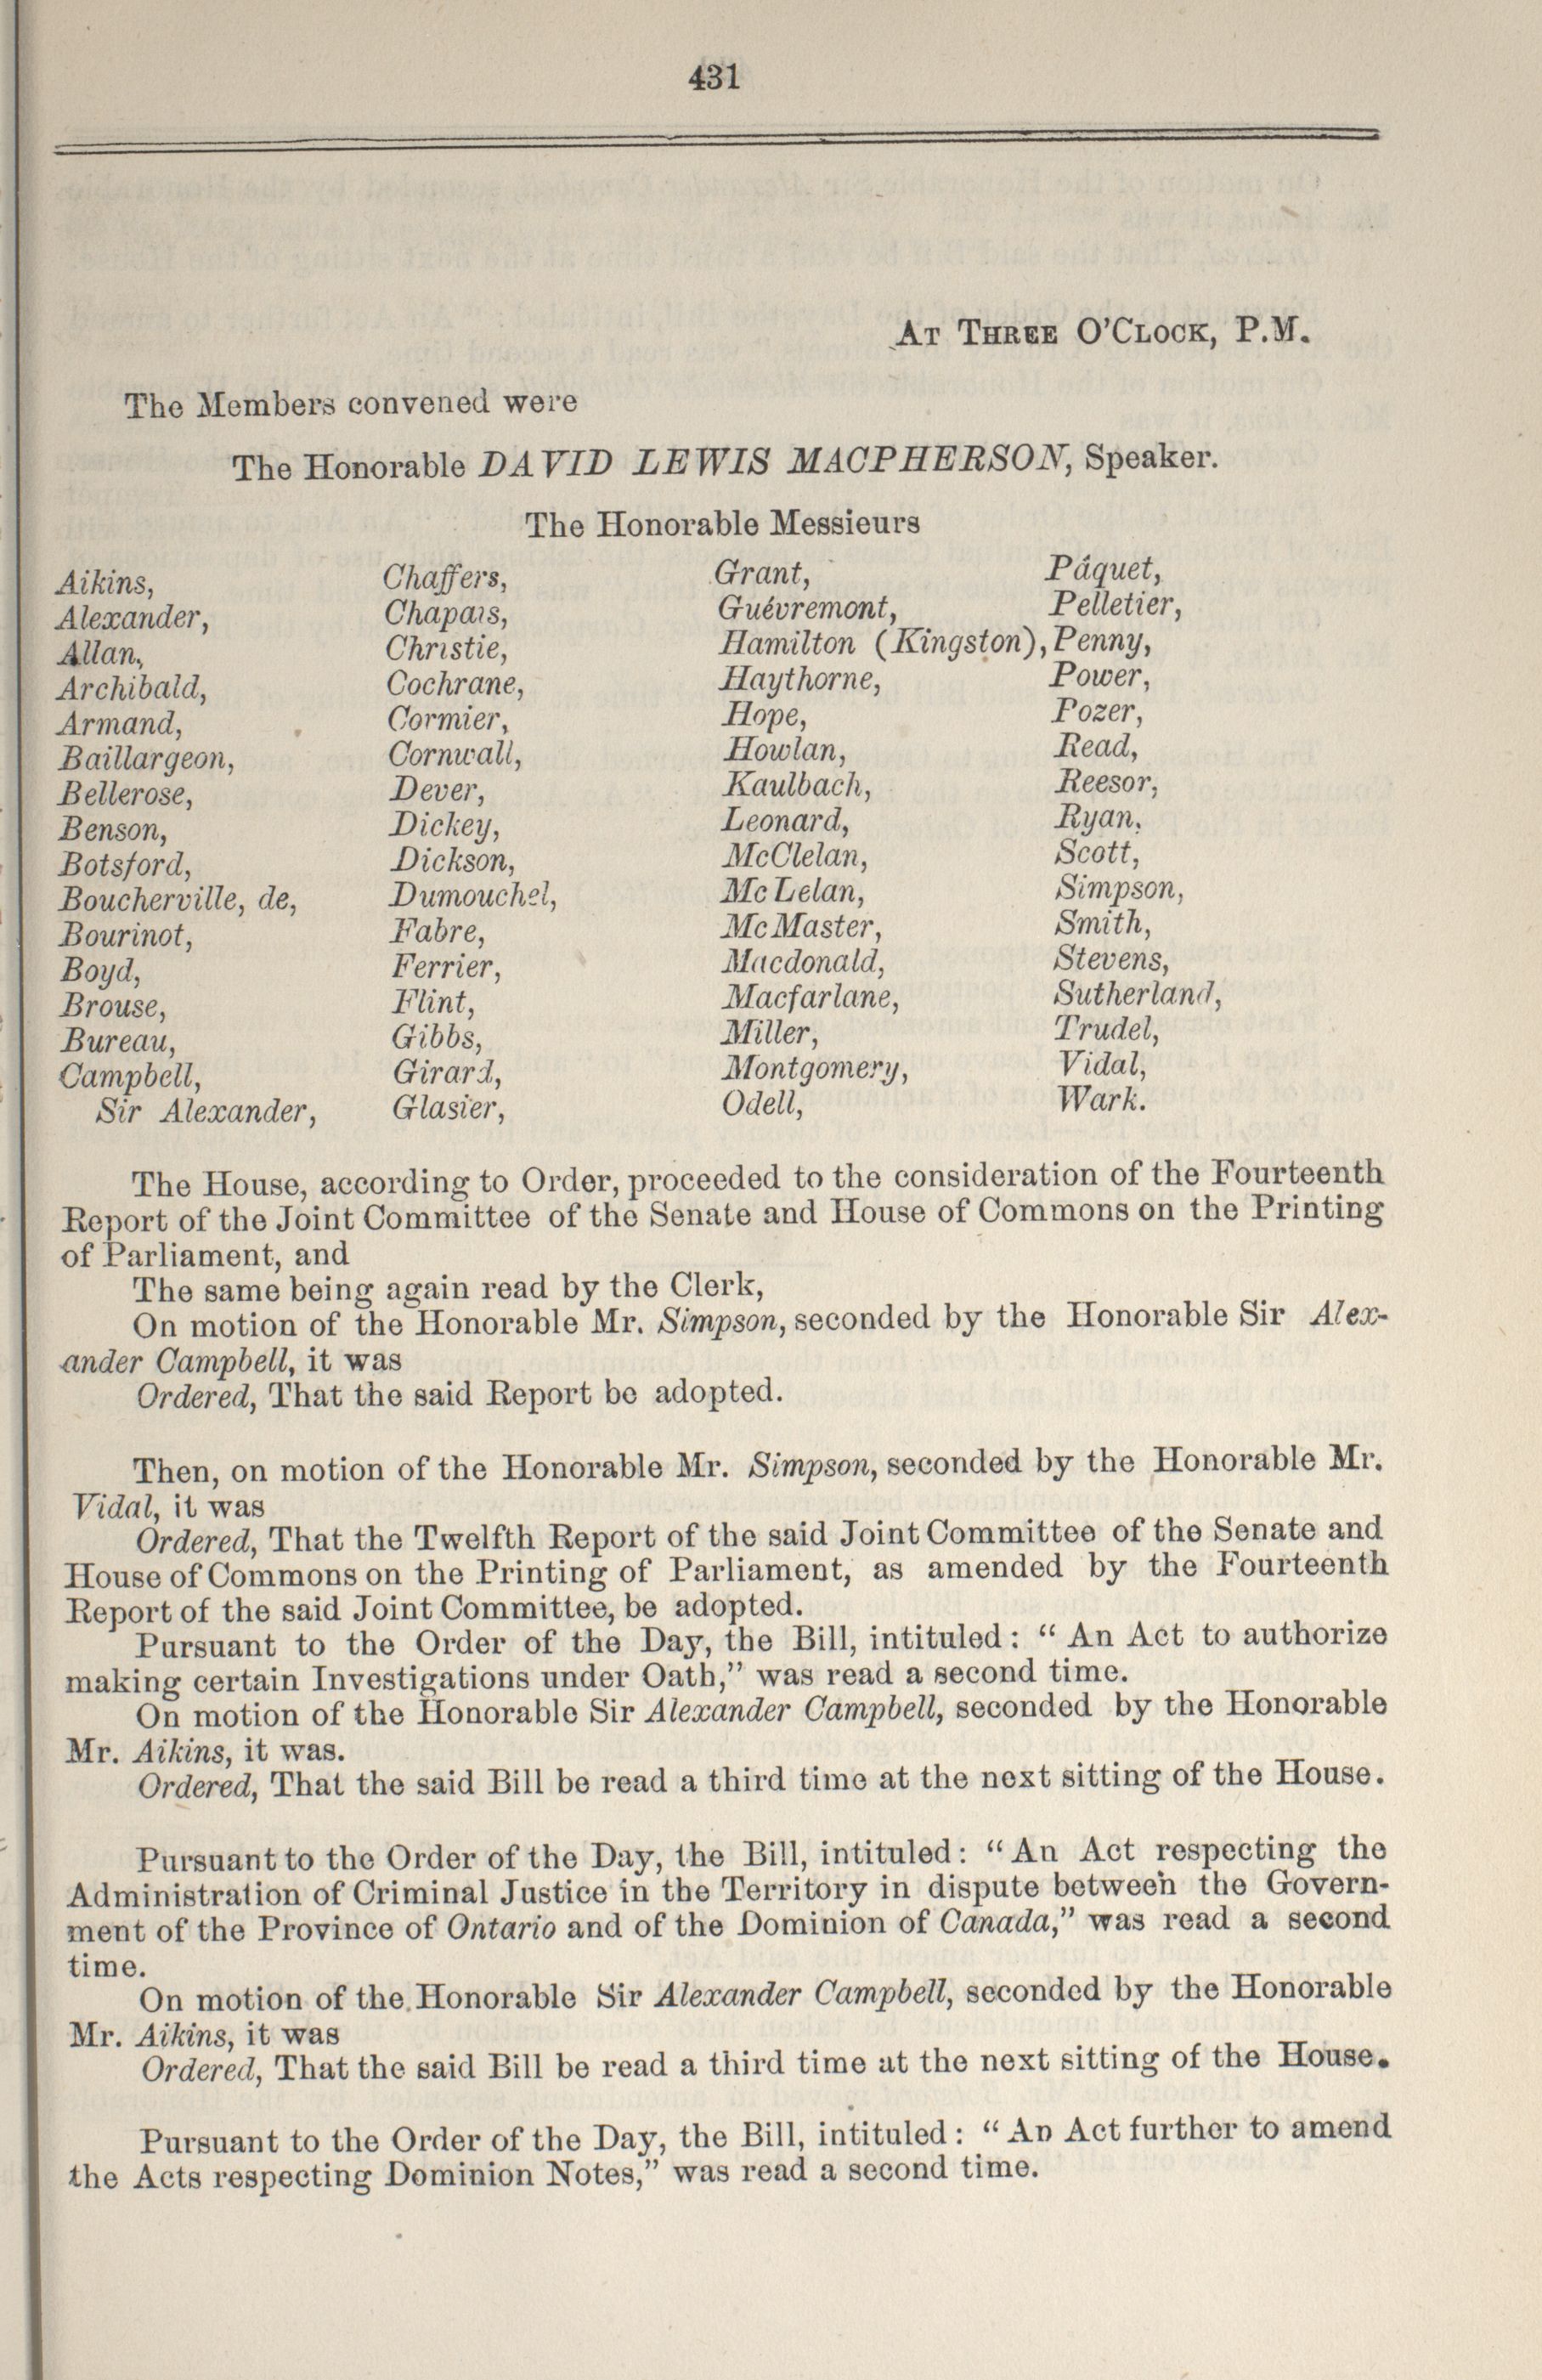 431
AT THREE O'CLOCK, P.M.
The Members convened were
The Honorable DAVID LEWIS MACPHERSON, Speaker.
The Honorable Messieurs
Aikins,
Alexander,
Allan,
Archibald,
Armand,
Baillargeon,
Bellerose,
Benson,
Botsford,
Boucherville, de,
Bourinot,
Boyd,
Brouse,
Bureau,
Campbell,
Sir Alexander,
Chaffers,
Chapais,
Christie,
Cochrane,
Cormier,
Cornwall,
Dever,
Dickey,
Dickson,
Dumouchel,
Fabre,
Ferrier,
Flint,
Gibbs,
Girard,
Glasier,
Grant,
Guévremont,
Hamilton (Kingston),
Haythorne,
Hope,
Howlan,
Kaulbach,
Leonard,
McClelan,
McLelan,
McMaster,
Macdonald,
Macfarlane,
Miller,
Montgomery,
Odell,
Pâquet,
Pelletier,
Penny,
Power,
Pozer,
Read,
Reesor,
Ryan,
Scott,
Simpson,
Smith,
Stevens,
Sutherland,
Trudel,
Vidal,
Wark.
The House, according to Order, proceeded to the consideration of the Fourteenth
Report of the Joint Committee of the Senate and House of Commons on the Printing
of Parliament, and
The same being again read by the Clerk,
On motion of the Honorable Mr. Simpson, seconded by the Honorable Sir Alex-
ander Campbell, it was
Ordered, That the said Report be adopted.
Then, on motion of the Honorable Mr. Simpson, seconded by the Honorable Mr.
Vidal, it was
Ordered, That the Twelfth Report of the said Joint Committee of the Senate and
House of Commons on the Printing of Parliament, as amended by the Fourteenth
Report of the said Joint Committee, be adopted.
Pursuant to the Order of the Day, the Bill, intituled: “ An Act to authorize
making certain Investigations under Oath,” was read a second time.
On motion of the Honorable Sir Alexander Campbell, seconded by the Honorable
Mr. Aikins, it was.
Ordered, That the said Bill be read a third time at the next sitting of the House.
Pursuant to the Order of the Day, the Bill, intituled: “ An Act respecting the
Administration of Criminal Justice in the Territory in dispute between the Govern-
ment of the Province of Ontario and of the Dominion of Canada,” was read a second
time.
On motion of the Honorable Sir Alexander Campbell, seconded by the Honorable
Mr. Aikins, it was
Ordered, That the said Bill be read a third time at the next sitting of the House.
Pursuant to the Order of the Day, the Bill, intituled: “ An Act further to amend
the Acts respecting Dominion Notes,” was read a second time.